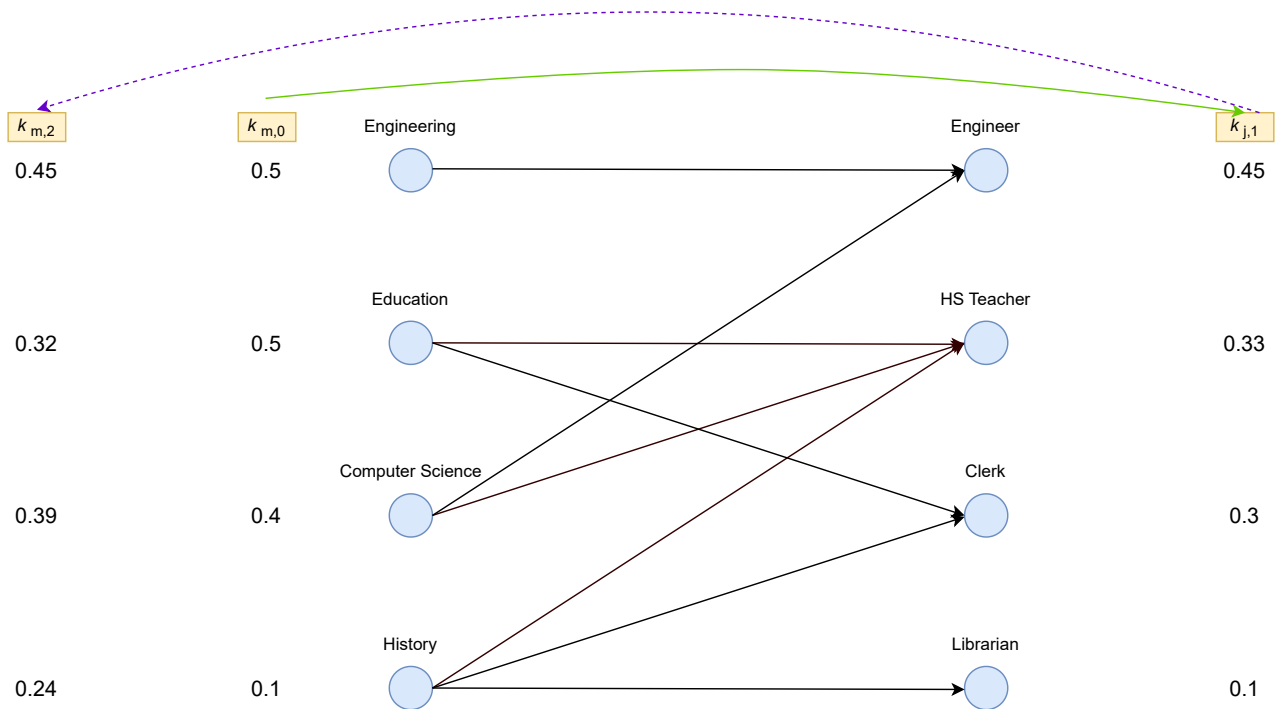 k m,2 k m,0 Engineering Engineer k j,1
0.45 0.5 0.45
Education HS Teacher
0.32 0.5 0.33
Computer Science Clerk
0.39 0.4 0.3
History Librarian
0.24 0.1 0.1